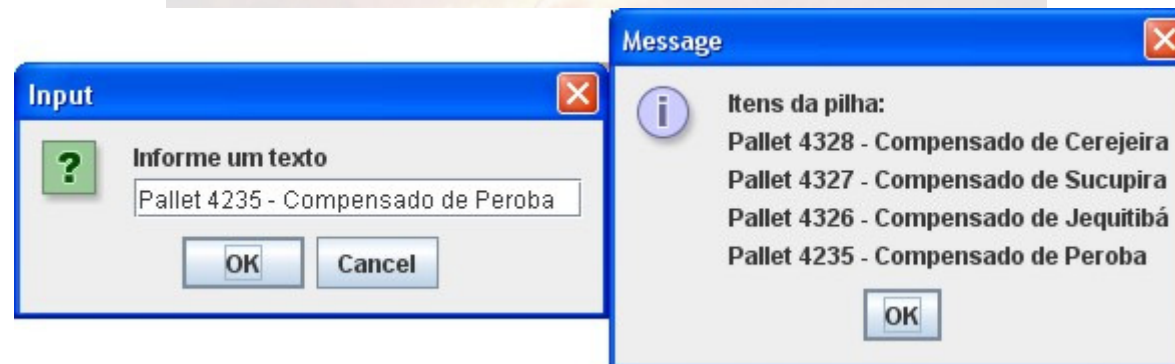 Input
Informe um texto
Pallet 4235 - Compensado de Peroba
OK
Cancel
Message
Itens da pilha:
Pallet 4328 - Compensado de Cerejeira
Pallet 4327 - Compensado de Sucupira
Pallet 4326 - Compensado de Jequitibá
Pallet 4235 - Compensado de Peroba
OK